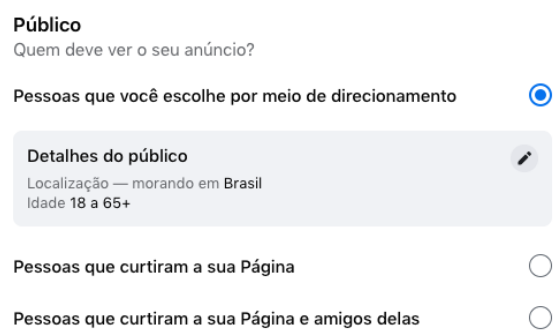 Público
Quem deve ver o seu anúncio?
Pessoas que você escolhe por meio de direcionamento
Detalhes do público
Localização — morando em Brasil
Idade 18 a 65+
Pessoas que curtiram a sua Página
Pessoas que curtiram a sua Página e amigos delas